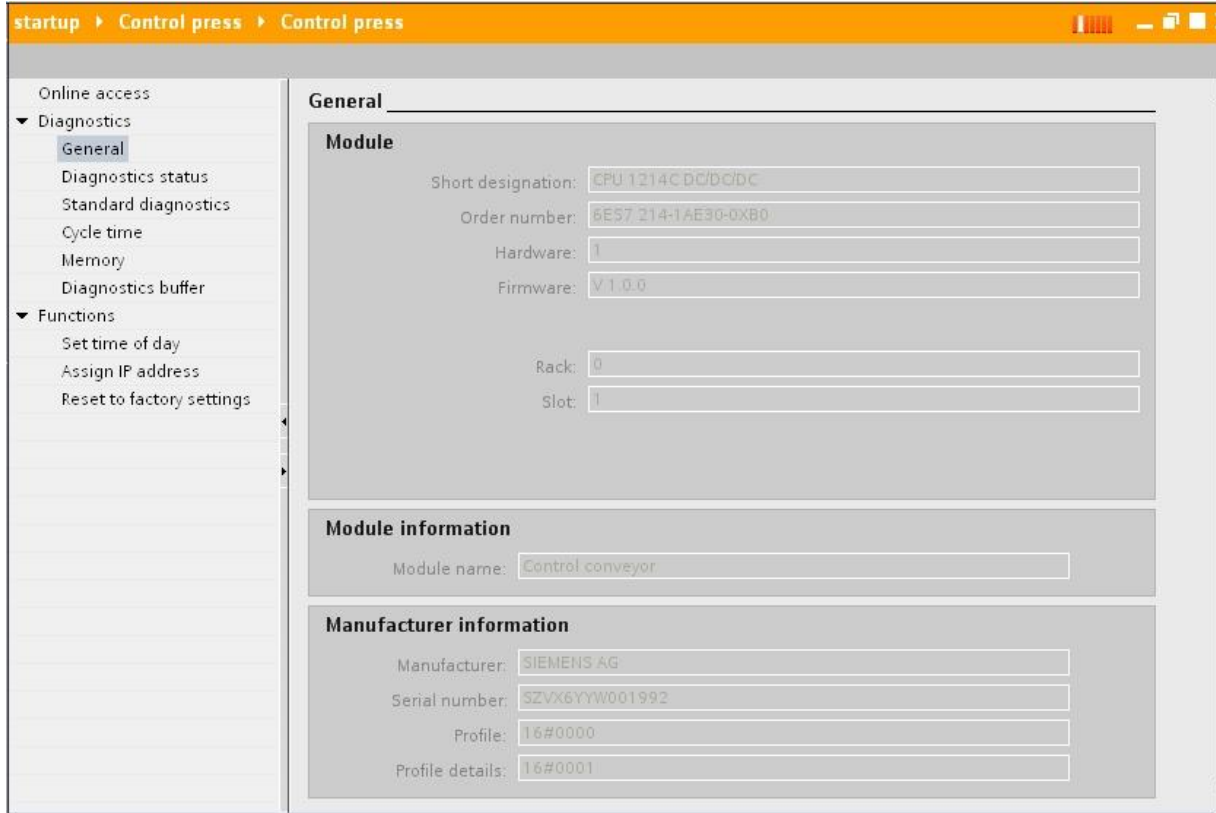 startup Control press Control press
Online access
Diagnostics
General
Diagnostics status
Standard diagnostics
Cycle time
Memory
Diagnostics buffer
Functions
Set time of day
Assign IP address
Reset to factory settings
General
Module
Short designation: CPU 1214C DC/DC/DC
Order number: 6ES7 214-1AE30-0XB0
Hardware: 1
Firmware: V 1.0.0
Rack: 0
Slot: 1
Module information
Module name: Control conveyor
Manufacturer information
Manufacturer: SIEMENS AG
Serial number: SZVX6YYW001992
Profile: 16#0000
Profile details: 16#0001